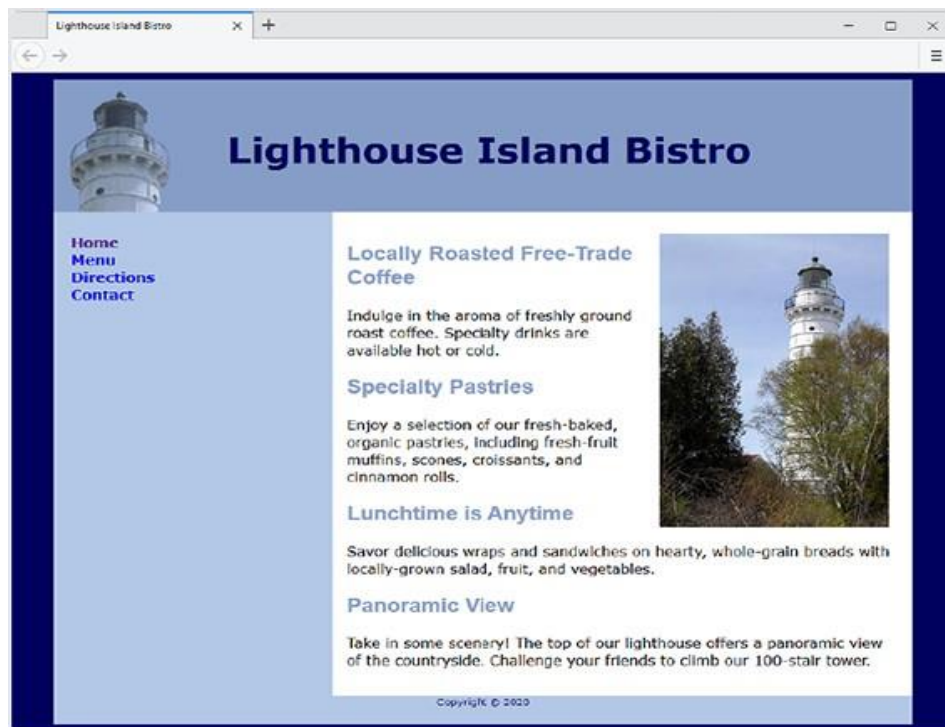 Lighthouse Island Bistro
Lighthouse Island Bistro
Home
Menu
Directions
Contact
Locally Roasted Free-Trade
Coffee
Indulge in the aroma of freshly ground
roast coffee. Specialty drinks are
available hot or cold.
Specialty Pastries
Enjoy a selection of our fresh-baked,
organic pastries, including fresh-fruit
muffins, scones, croissants, and
cinnamon rolls.
Lunchtime is Anytime
Savor delicious wraps and sandwiches on hearty, whole-grain breads with
locally-grown salad, fruit, and vegetables.
Panoramic View
Take in some scenery! The top of our lighthouse offers a panoramic view
of the countryside. Challenge your friends to climb our 100-stair tower.
Copyright © 2020